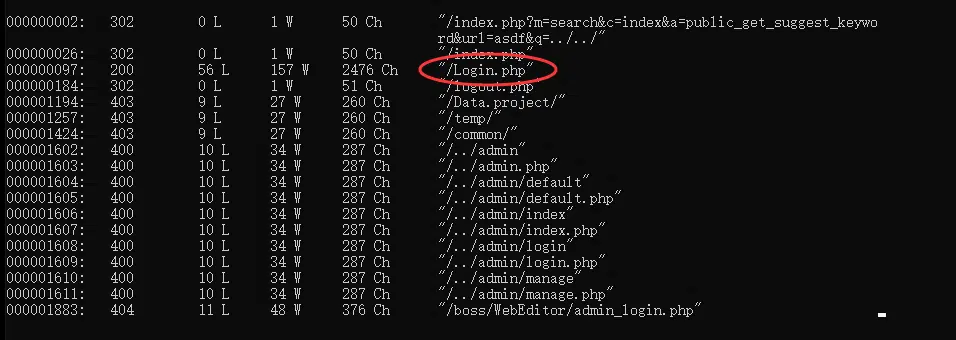 000000002:  302  0 L  1 W  50 Ch  "/index.php?m=search&c=index&a=public_get_suggest_keywo
rd&url=asdf&q=../../"
000000026:  302  0 L  1 W  50 Ch  "/index.php"
000000097:  200  56 L  157 W  2476 Ch  "/Login.php"
000000184:  302  0 L  1 W  51 Ch  "/logout.php"
000001194:  403  9 L  27 W  260 Ch  "/Data.project/"
000001257:  403  9 L  27 W  260 Ch  "/temp/"
000001424:  403  9 L  27 W  260 Ch  "/common/"
000001602:  400  10 L  34 W  287 Ch  "/../admin"
000001603:  400  10 L  34 W  287 Ch  "/../admin.php"
000001604:  400  10 L  34 W  287 Ch  "/../admin/default"
000001605:  400  10 L  34 W  287 Ch  "/../admin/default.php"
000001606:  400  10 L  34 W  287 Ch  "/../admin/index"
000001607:  400  10 L  34 W  287 Ch  "/../admin/index.php"
000001608:  400  10 L  34 W  287 Ch  "/../admin/login"
000001609:  400  10 L  34 W  287 Ch  "/../admin/login.php"
000001610:  400  10 L  34 W  287 Ch  "/../admin/manage"
000001611:  400  10 L  34 W  287 Ch  "/../admin/manage.php"
000001883:  404  11 L  48 W  376 Ch  "/boss/WebEditor/admin_login.php"